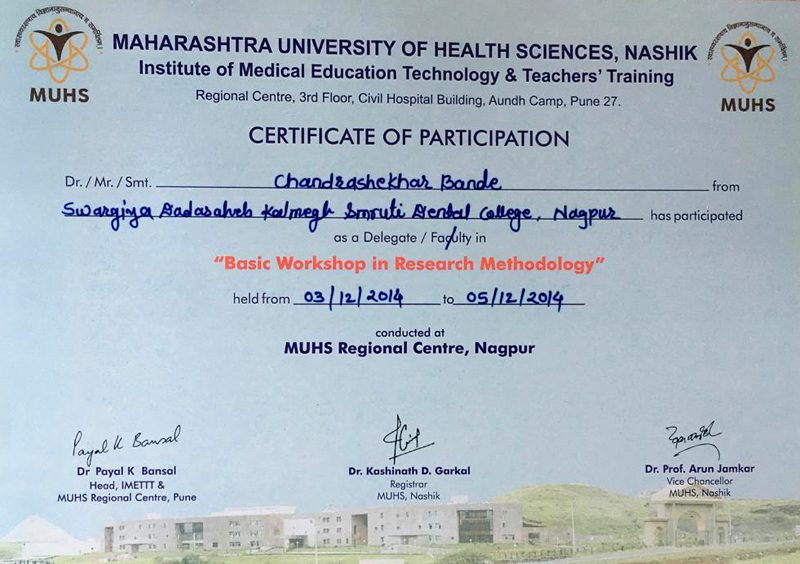 MUHS
MAHARASHTRA UNIVERSITY OF HEALTH SCIENCES, NASHIK
Institute of Medical Education Technology & Teachers' Training
Regional Centre, 3rd Floor, Civil Hospital Building, Aundh Camp, Pune 27.
MUHS
CERTIFICATE OF PARTICIPATION
Dr. / Mr. / Smt. Chandrashekhar Bande from
Swargiya Dadasaheb Kalmegh Smruti Dental College, Nagpur has participated
as a Delegate / Faculty in
"Basic Workshop in Research Methodology"
held from 03/12/2014 to 05/12/2014
conducted at
MUHS Regional Centre, Nagpur
Payal K Bansal
Dr Payal K Bansal
Head, IMETTT &
MUHS Regional Centre, Pune
Dr. Kashinath D. Garkal
Registrar
MUHS, Nashik
Dr. Prof. Arun Jamkar
Vice Chancellor
MUHS, Nashik